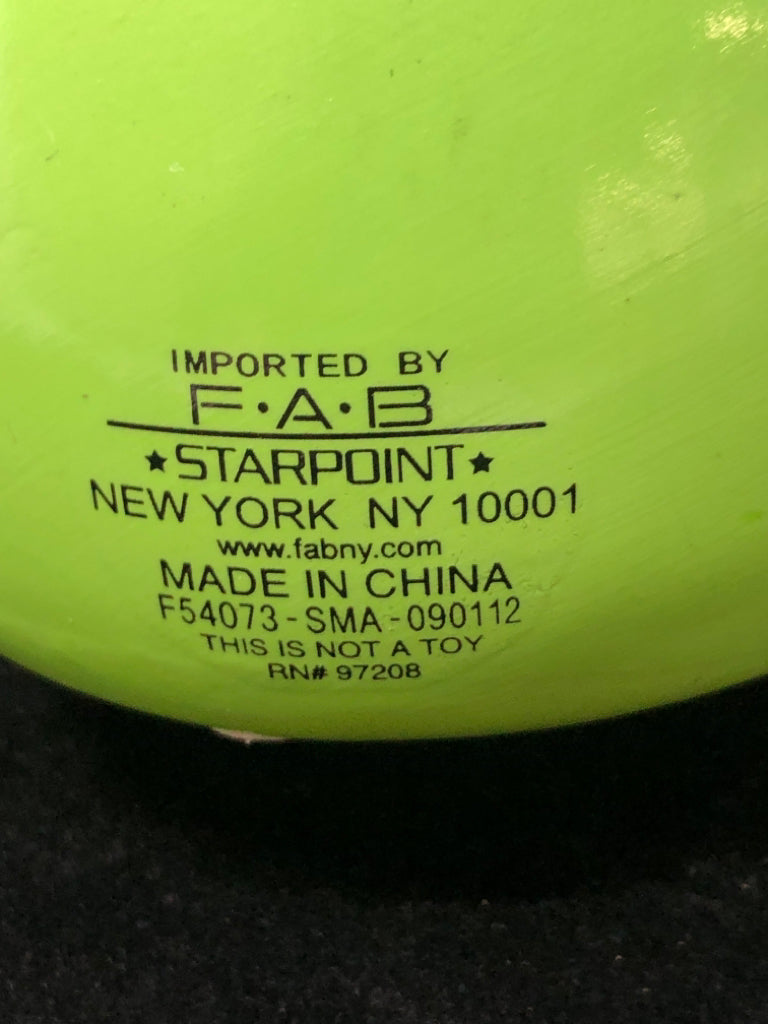 IMPORTED BY
F·A·B
★STARPOINT★
NEW YORK NY 10001
www.fabny.com
MADE IN CHINA
F54073-SMA-090112
THIS IS NOT A TOY
RN# 97208